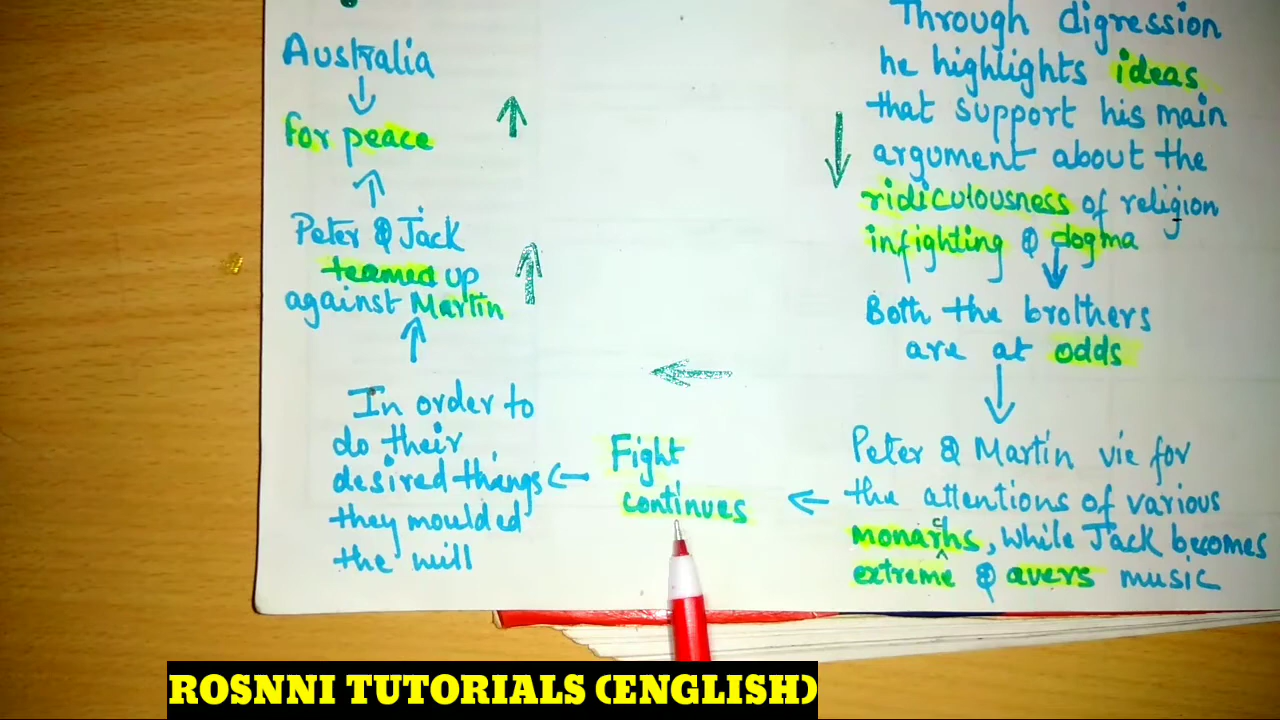 Through digression
he highlights ideas
that support his main
argument about the
ridiculousness of religion
infighting & dogma
Both the brothers
are at odds
Peter & Martin vie for
the attentions of various
monarchs, while Jack becomes
extreme & avers music
Fight
continues
In order to
do their
desired things
they moulded
the will
Peter & Jack
teamed up
against Martin
for peace
Australia
ROSNNI TUTORIALS (ENGLISH)